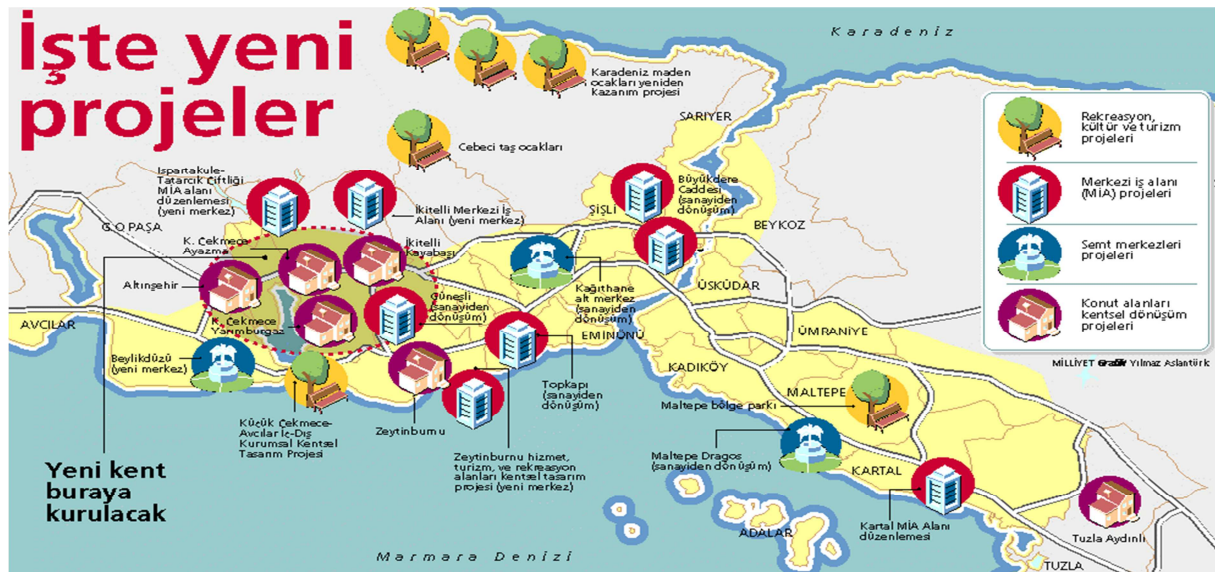 İşte yeni
projeler
Karadeniz
Karadeniz maden
ocakları yeniden
kazanım projesi
Cebeci taş ocakları
SARIYER
Rekreasyon,
kültür ve turizm
projeleri
Merkezi iş alanı
(MİA) projeleri
Semt merkezleri
projeleri
Konut alanları
kentsel dönüşüm
projeleri
MİLLİYET Grafik Yılmaz Aslantürk
Ispartakule-
Tatarcık Çiftliği
MİA alanı
düzenlemesi
(yeni merkez)
İkitelli Merkezi İş
Alanı (yeni merkez)
Büyükdere
Caddesi
(sanayiden
dönüşüm)
ŞİŞLİ
BEYKOZ
G O PAŞA
K. Çekmece
Ayazma
İkitelli
Kayabaşı
Altınşehir
Kağıthane
alt merkez
(sanayiden
dönüşüm)
ÜSKÜDAR
Güneşli
(sanayiden
dönüşüm)
K. Çekmece
Yarımburgaz
AVCILAR
EMİNÖNÜ
ÜMRANİYE
Beylikdüzü
(yeni merkez)
KADIKÖY
Topkapı
(sanayiden
dönüşüm)
MALTEPE
Maltepe bölge parkı
Küçük Çekmece-
Avcılar İç-Dış
Kurumsal Kentsel
Tasarım Projesi
Zeytinburnu
Zeytinburnu hizmet,
turizm, ve rekreasyon
alanları kentsel tasarım
projesi (yeni merkez)
Maltepe Dragos
(sanayiden dönüşüm)
KARTAL
Yeni kent
buraya
kurulacak
Kartal MİA Alanı
düzenlemesi
Tuzla Aydınlı
ADALAR
TUZLA
Marmara Denizi